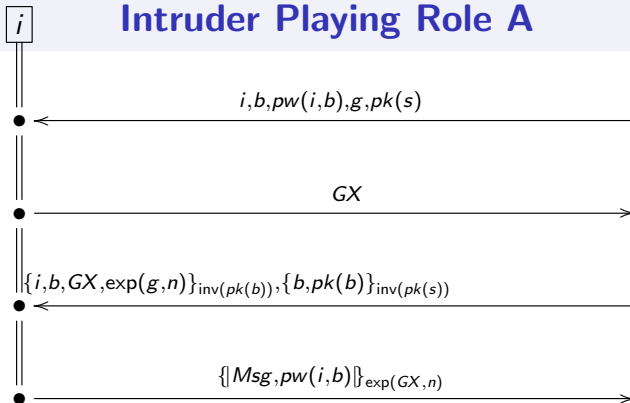 Intruder Playing Role A
i
i,b,pw(i,b),g,pk(s)
GX
{i,b,GX,exp(g,n)}inv(pk(b)),{b,pk(b)}inv(pk(s))
{|Msg,pw(i,b)|}exp(GX,n)